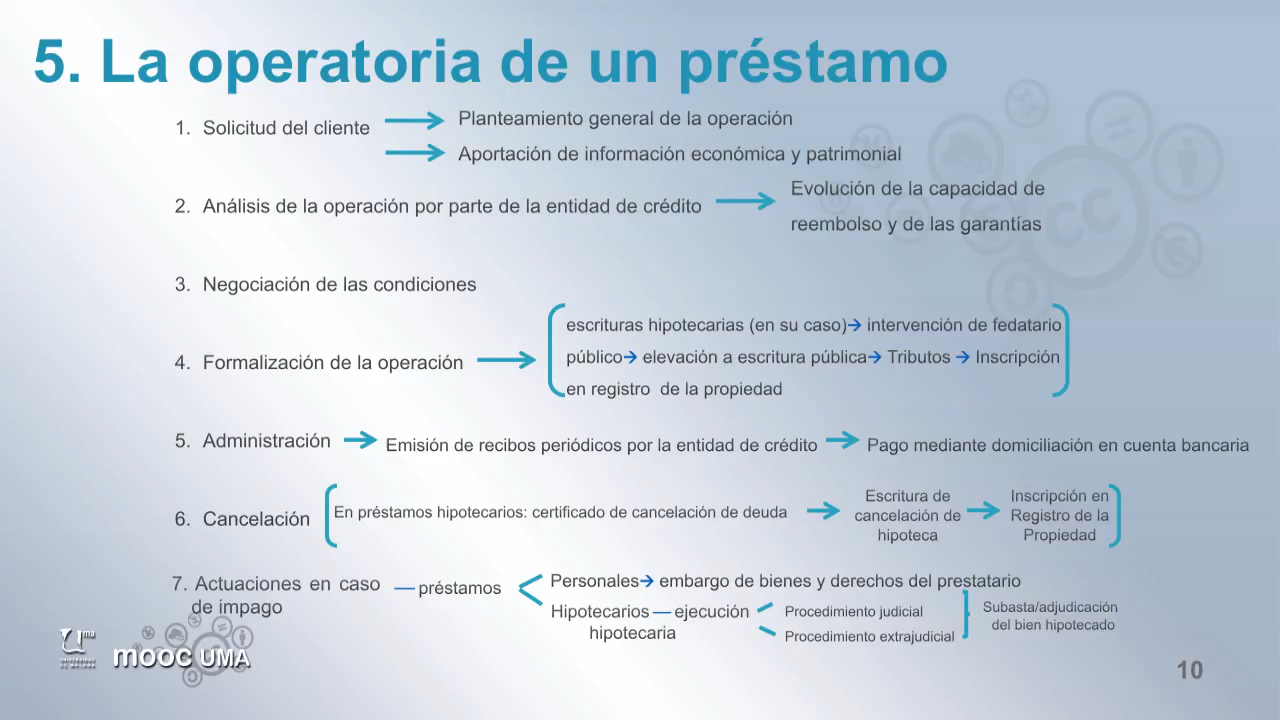 5. La operatoria de un préstamo
1. Solicitud del cliente
Planteamiento general de la operación
Aportación de información económica y patrimonial
2. Análisis de la operación por parte de la entidad de crédito
Evolución de la capacidad de
reembolso y de las garantías
3. Negociación de las condiciones
4. Formalización de la operación
escrituras hipotecarias (en su caso)→ intervención de fedatario
público→ elevación a escritura pública→ Tributos → Inscripción
en registro de la propiedad
5. Administración
Emisión de recibos periódicos por la entidad de crédito
Pago mediante domiciliación en cuenta bancaria
6. Cancelación
En préstamos hipotecarios: certificado de cancelación de deuda
Escritura de
cancelación de
hipoteca
Inscripción en
Registro de la
Propiedad
7. Actuaciones en caso
de impago
— préstamos
Personales→ embargo de bienes y derechos del prestatario
Hipotecarios — ejecución
hipotecaria
Procedimiento judicial
Procedimiento extrajudicial
Subasta/adjudicación
del bien hipotecado
uma
UNIVERSIDAD
DE MÁLAGA
mooc UMA
CC
10